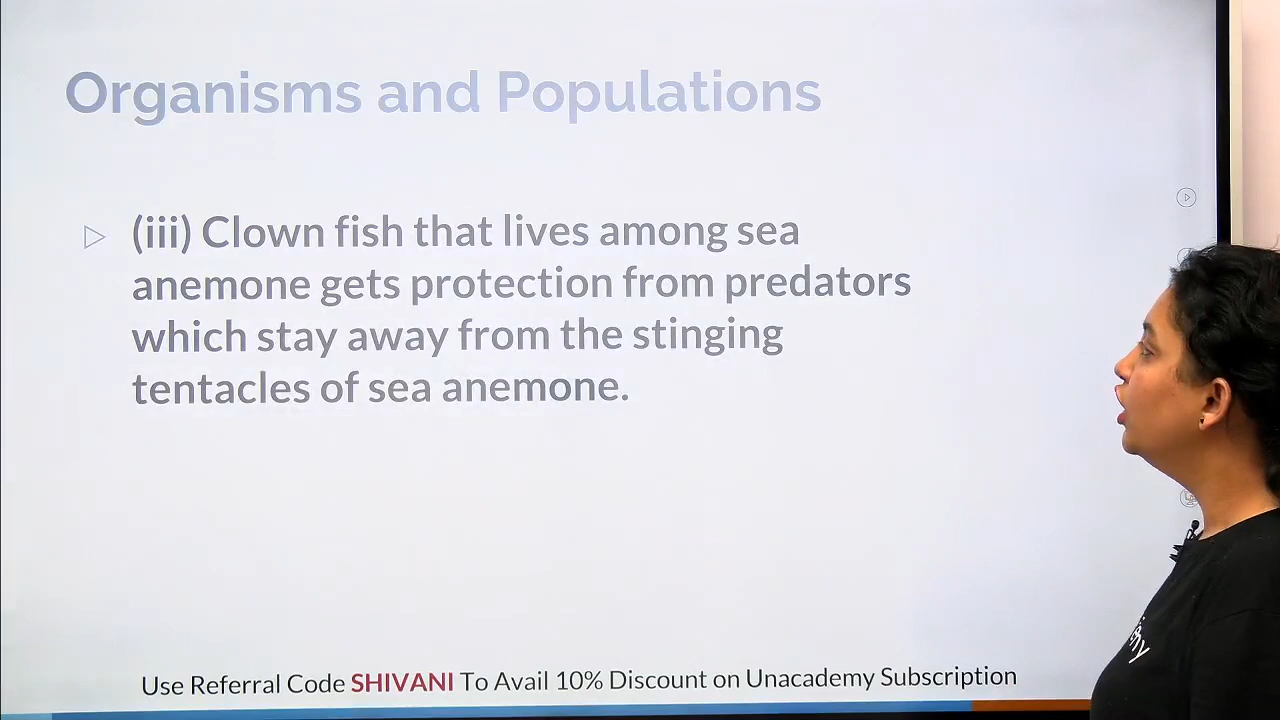 Organisms and Populations
(iii) Clown fish that lives among sea
anemone gets protection from predators
which stay away from the stinging
tentacles of sea anemone.
Use Referral Code SHIVANI To Avail 10% Discount on Unacademy Subscription